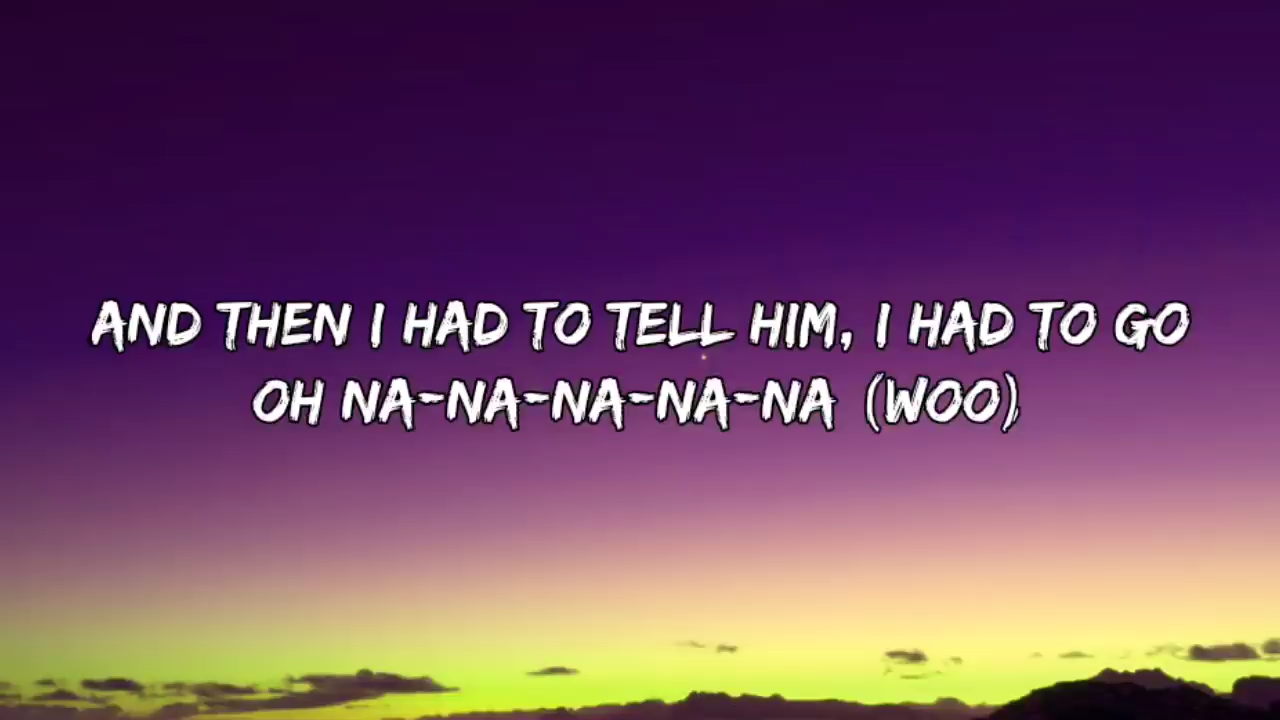 AND THEN I HAD TO TELL HIM, I HAD TO GO
OH NA-NA-NA-NA-NA (WOO)